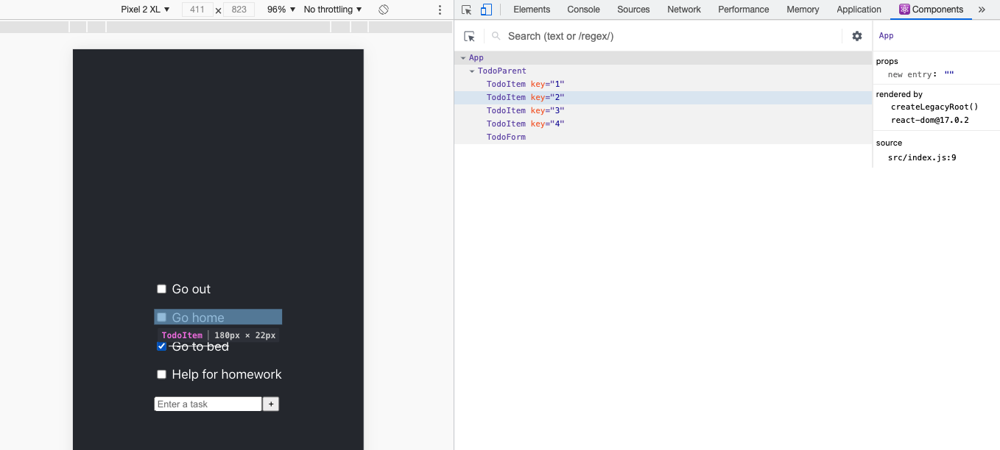 Pixel 2 XL ▼ 411 × 823 96% ▼ No throttling ▼
Elements Console Sources Network Performance Memory Application Components »
Search (text or /regex/)
App
App
TodoParent
TodoItem key="1"
TodoItem key="2"
TodoItem key="3"
TodoItem key="4"
TodoForm
props
new entry: ""
rendered by
createLegacyRoot()
react-dom@17.0.2
source
src/index.js:9
Go out
Go home
TodoItem | 180px × 22px
Go to bed
Help for homework
Enter a task +